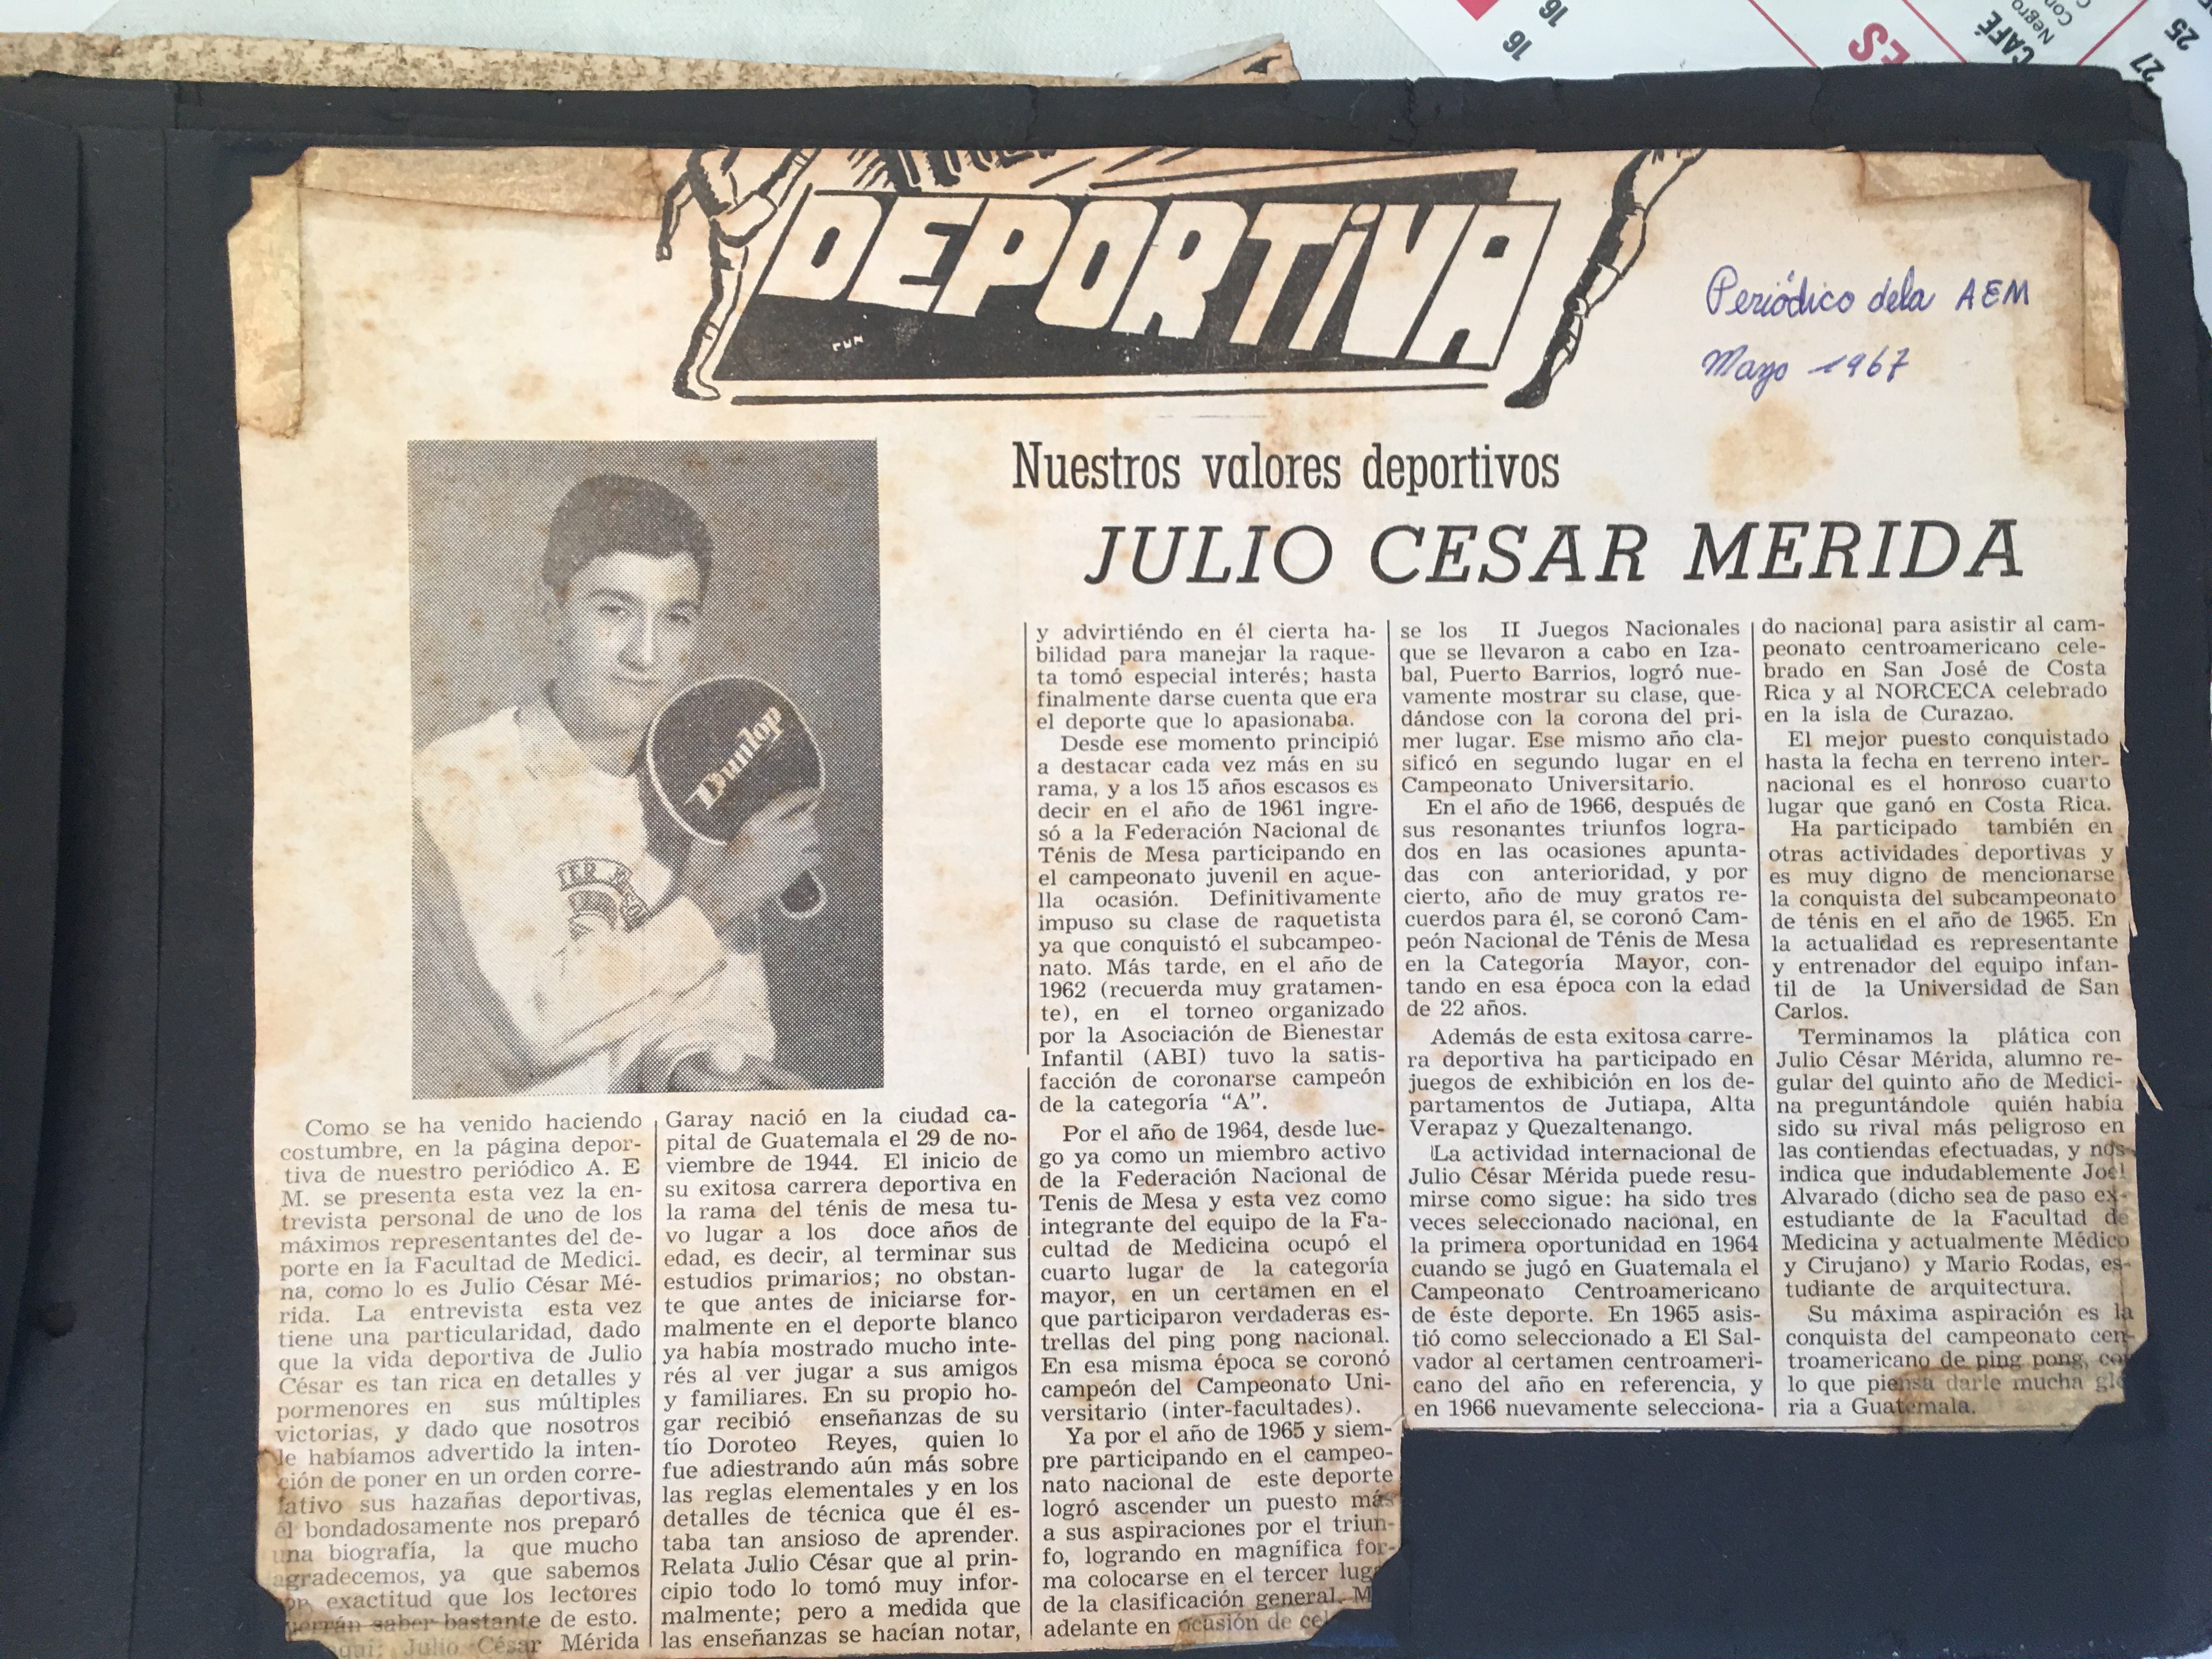 DEPORTIVA
Periódico dela AEM
Mayo 1967
Nuestros valores deportivos
JULIO CESAR MERIDA
Dunlop
Como se ha venido haciendo
costumbre, en la página depor-
tiva de nuestro periódico A. E
M. se presenta esta vez la en-
trevista personal de uno de los
máximos representantes del de-
porte en la Facultad de Medici-
na, como lo es Julio César Mé-
rida. La entrevista esta vez
tiene una particularidad, dado
que la vida deportiva de Julio
César es tan rica en detalles y
pormenores en sus múltiples
victorias, y dado que nosotros
le habíamos advertido la inten-
ción de poner en un orden corre-
lativo sus hazañas deportivas,
él bondadosamente nos preparó
una biografía, la que mucho
agradecemos, ya que sabemos
con exactitud que los lectores
querrán saber bastante de esto.
aquí: Julio César Mérida
Garay nació en la ciudad ca-
pital de Guatemala el 29 de no-
viembre de 1944. El inicio de
su exitosa carrera deportiva en
la rama del ténis de mesa tu-
vo lugar a los doce años de
edad, es decir, al terminar sus
estudios primarios; no obstan-
te que antes de iniciarse for-
malmente en el deporte blanco
ya había mostrado mucho inte-
rés al ver jugar a sus amigos
y familiares. En su propio ho-
gar recibió enseñanzas de su
tío Doroteo Reyes, quien lo
fue adiestrando aún más sobre
las reglas elementales y en los
detalles de técnica que él es-
taba tan ansioso de aprender.
Relata Julio César que al prin-
cipio todo lo tomó muy infor-
malmente; pero a medida que
las enseñanzas se hacían notar,
y advirtiéndo en él cierta ha-
bilidad para manejar la raque-
ta tomó especial interés; hasta
finalmente darse cuenta que era
el deporte que lo apasionaba.
Desde ese momento principió
a destacar cada vez más en su
rama, y a los 15 años escasos es
decir en el año de 1961 ingre-
só a la Federación Nacional de
Ténis de Mesa participando en
el campeonato juvenil en aque-
lla ocasión. Definitivamente
impuso su clase de raquetista
ya que conquistó el subcampeo-
nato. Más tarde, en el año de
1962 (recuerda muy gratamen-
te), en el torneo organizado
por la Asociación de Bienestar
Infantil (ABI) tuvo la satis-
facción de coronarse campeón
de la categoría "A".
Por el año de 1964, desde lue-
go ya como un miembro activo
de la Federación Nacional de
Tenis de Mesa y esta vez como
integrante del equipo de la Fa-
cultad de Medicina ocupó el
cuarto lugar de la categoría
mayor, en un certamen en el
que participaron verdaderas es-
trellas del ping pong nacional.
En esa misma época se coronó
campeón del Campeonato Uni-
versitario (inter-facultades).
Ya por el año de 1965 y siem-
pre participando en el campeo-
nato nacional de este deporte
logró ascender un puesto más
a sus aspiraciones por el triun-
fo, logrando en magnífica for-
ma colocarse en el tercer lug
de la clasificación general. M
adelante en ocasión de cel
se los II Juegos Nacionales
que se llevaron a cabo en Iza-
bal, Puerto Barrios, logró nue-
vamente mostrar su clase, que-
dándose con la corona del pri-
mer lugar. Ese mismo año cla-
sificó en segundo lugar en el
Campeonato Universitario.
En el año de 1966, después de
sus resonantes triunfos logra-
dos en las ocasiones apunta-
das con anterioridad, y por
cierto, año de muy gratos re-
cuerdos para él, se coronó Cam-
peón Nacional de Ténis de Mesa
en la Categoría Mayor, con-
tando en esa época con la edad
de 22 años.
Además de esta exitosa carre-
ra deportiva ha participado en
juegos de exhibición en los de-
partamentos de Jutiapa, Alta
Verapaz y Quezaltenango.
La actividad internacional de
Julio César Mérida puede resu-
mirse como sigue: ha sido tres
veces seleccionado nacional, en
la primera oportunidad en 1964
cuando se jugó en Guatemala el
Campeonato Centroamericano
de éste deporte. En 1965 asis-
tió como seleccionado a El Sal-
vador al certamen centroameri-
cano del año en referencia, y
en 1966 nuevamente selecciona-
do nacional para asistir al cam-
peonato centroamericano cele-
brado en San José de Costa
Rica y al NORCECA celebrado
en la isla de Curazao.
El mejor puesto conquistado
hasta la fecha en terreno inter-
nacional es el honroso cuarto
lugar que ganó en Costa Rica.
Ha participado también en
otras actividades deportivas y
es muy digno de mencionarse
la conquista del subcampeonato
de ténis en el año de 1965. En
la actualidad es representante
y entrenador del equipo infan-
til de la Universidad de San
Carlos.
Terminamos la plática con
Julio César Mérida, alumno re-
gular del quinto año de Medici-
na preguntándole quién había
sido su rival más peligroso en
las contiendas efectuadas, y nos
indica que indudablemente Joel
Alvarado (dicho sea de paso ex-
estudiante de la Facultad de
Medicina y actualmente Médico
y Cirujano) y Mario Rodas, es-
tudiante de arquitectura.
Su máxima aspiración es la
conquista del campeonato cen-
troamericano de ping pong, co
lo que piensa darle mucha glo
ria a Guatemala.
16
16
ES
CAFÉ
Negro
25
27